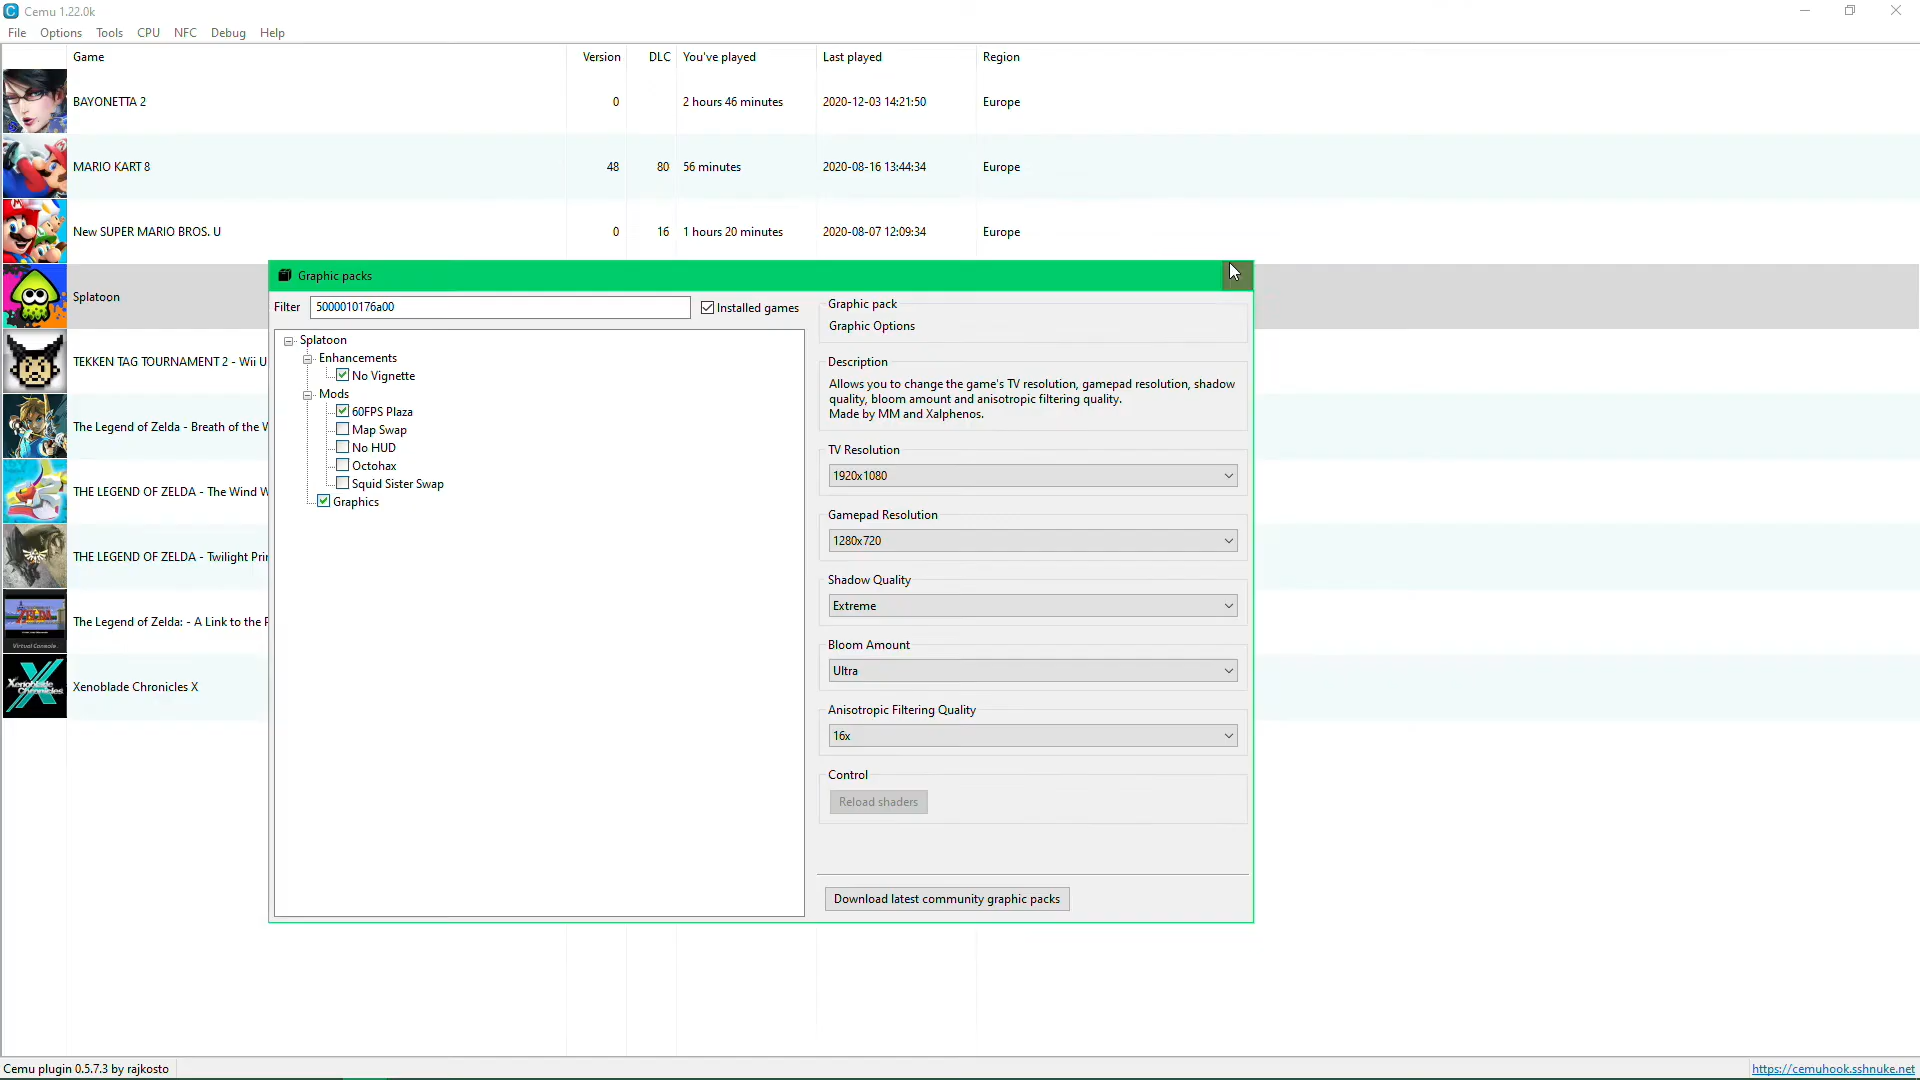 Cemu 1.22.0k
File Options Tools CPU NFC Debug Help
Game Version DLC You've played Last played Region
BAYONETTA 2 0 2 hours 46 minutes 2020-12-03 14:21:50 Europe
MARIO KART 8 48 80 56 minutes 2020-08-16 13:44:34 Europe
New SUPER MARIO BROS. U 0 16 1 hours 20 minutes 2020-08-07 12:09:34 Europe
Splatoon
TEKKEN TAG TOURNAMENT 2 - Wii U
The Legend of Zelda - Breath of the W
THE LEGEND OF ZELDA - The Wind W
THE LEGEND OF ZELDA - Twilight Prin
The Legend of Zelda: - A Link to the P
Virtual Console
Xenoblade Chronicles X
Xenoblade
Chronicles
Graphic packs
Filter 5000010176a00 Installed games
Splatoon
Enhancements
No Vignette
Mods
60FPS Plaza
Map Swap
No HUD
Octohax
Squid Sister Swap
Graphics
Graphic pack
Graphic Options
Description
Allows you to change the game's TV resolution, gamepad resolution, shadow
quality, bloom amount and anisotropic filtering quality.
Made by MM and Xalphenos.
TV Resolution
1920x1080
Gamepad Resolution
1280x720
Shadow Quality
Extreme
Bloom Amount
Ultra
Anisotropic Filtering Quality
16x
Control
Reload shaders
Download latest community graphic packs
Cemu plugin 0.5.7.3 by rajkosto
https://cemuhook.sshnuke.net